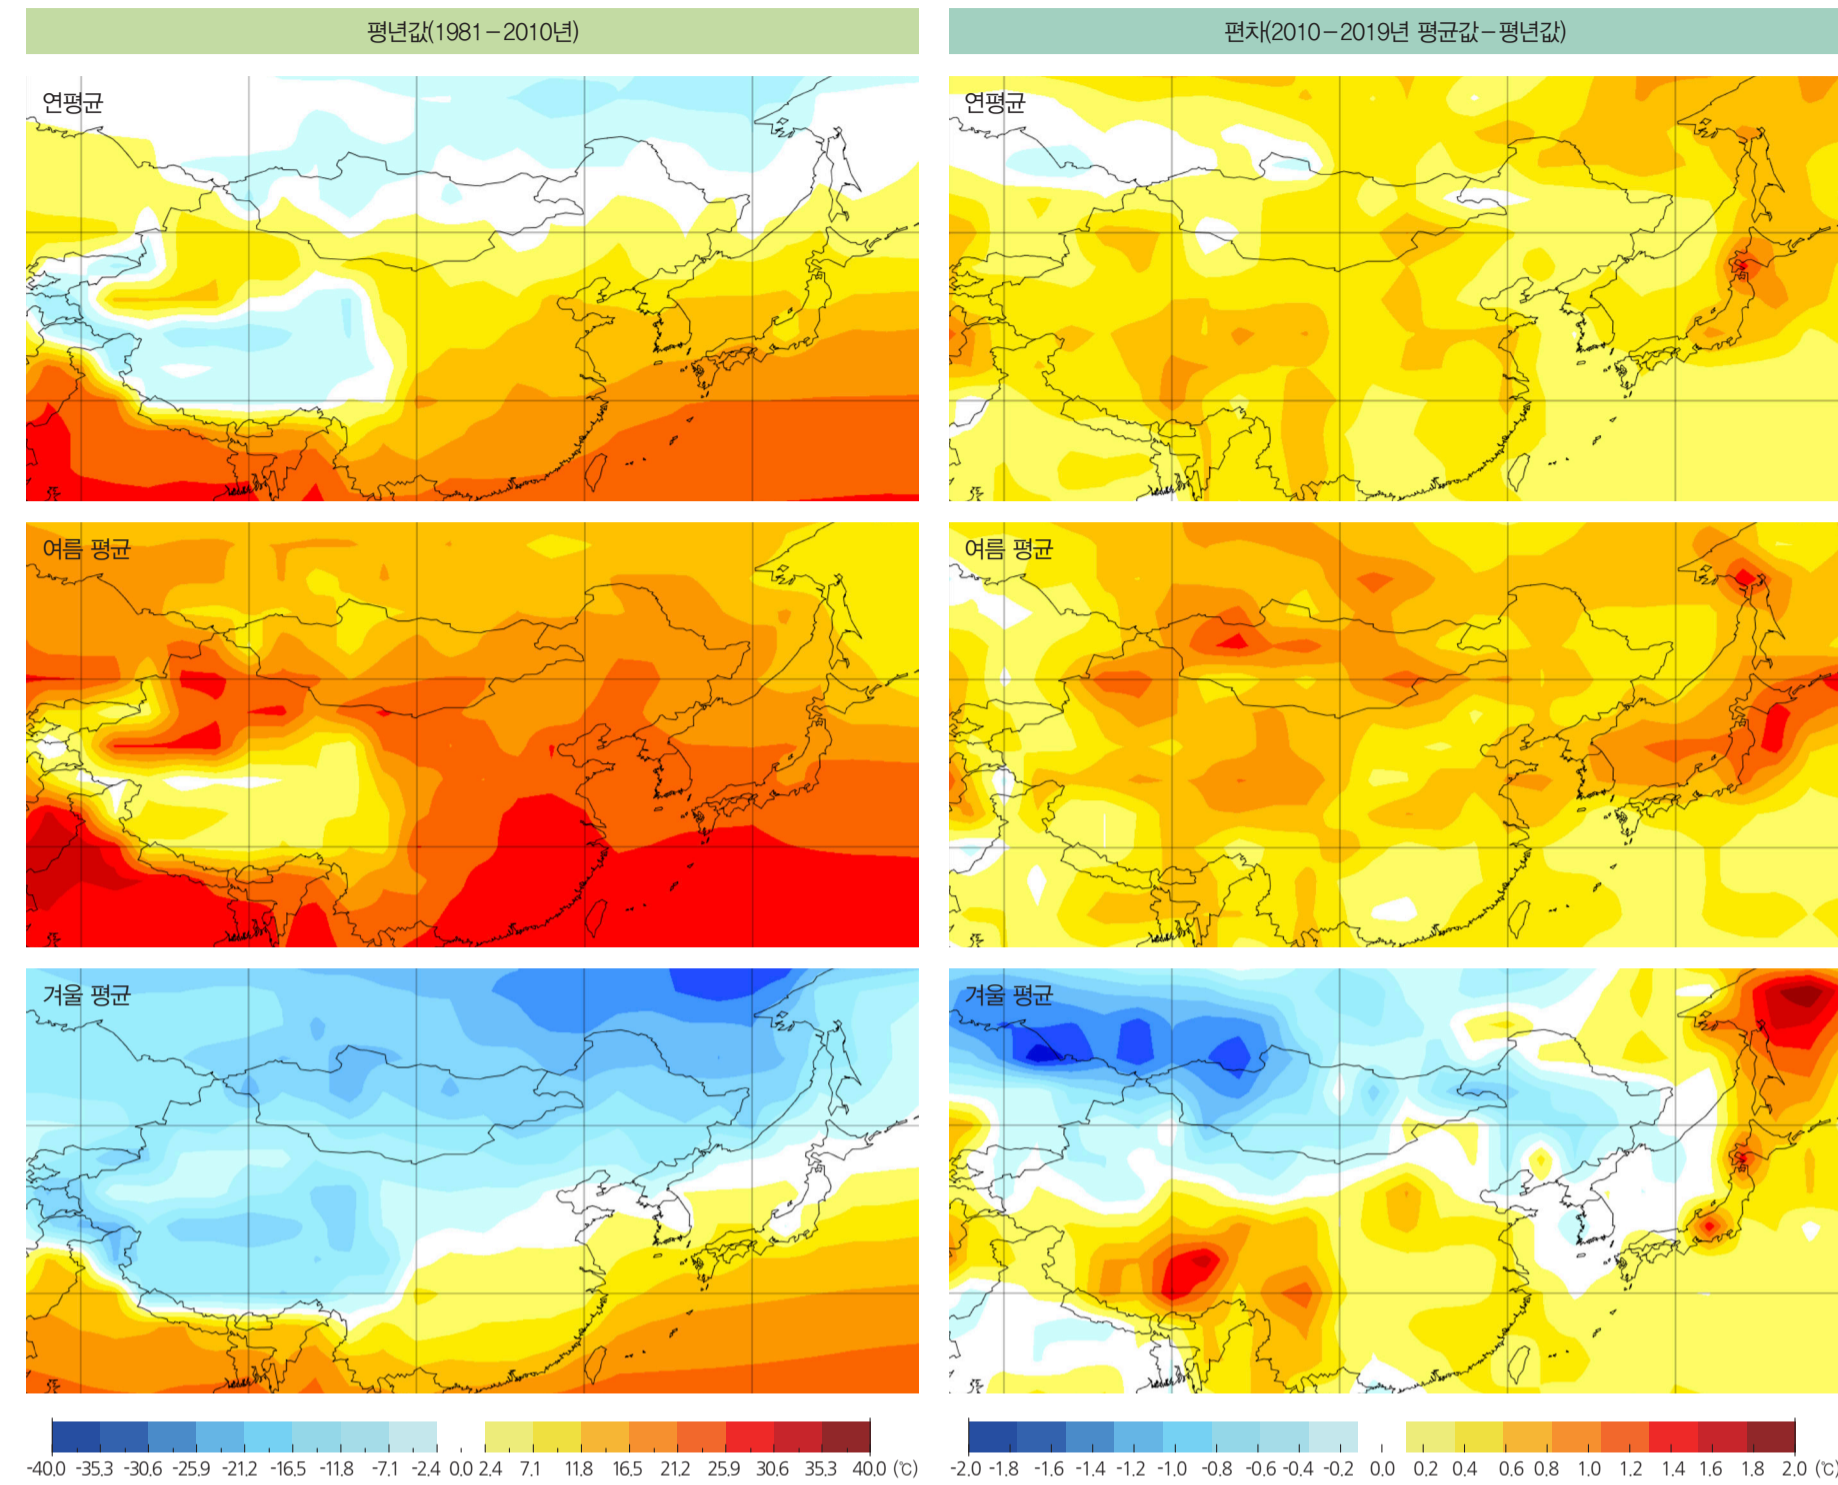 평년값(1981-2010년)
편차(2010-2019년 평균값-평년값)
연평균
연평균
여름 평균
여름 평균
겨울 평균
겨울 평균
-40.0 -35.3 -30.6 -25.9 -21.2 -16.5 -11.8 -7.1 -2.4 0.0 2.4 7.1 11.8 16.5 21.2 25.9 30.6 35.3 40.0 (℃)
-2.0 -1.8 -1.6 -1.4 -1.2 -1.0 -0.8 -0.6 -0.4 -0.2 0.0 0.2 0.4 0.6 0.8 1.0 1.2 1.4 1.6 1.8 2.0 (℃)